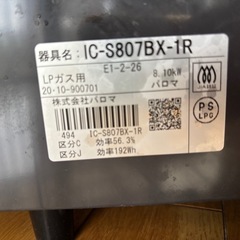 器具名: IC-S807BX-1R
E1-2-26
LPガス用 8.10kW
20·10-900701 パロマ
株式会社パロマ
PS
LPG
494 IC-S807BX-1R
区分C 効率56.3%
区分J 効率192Wh